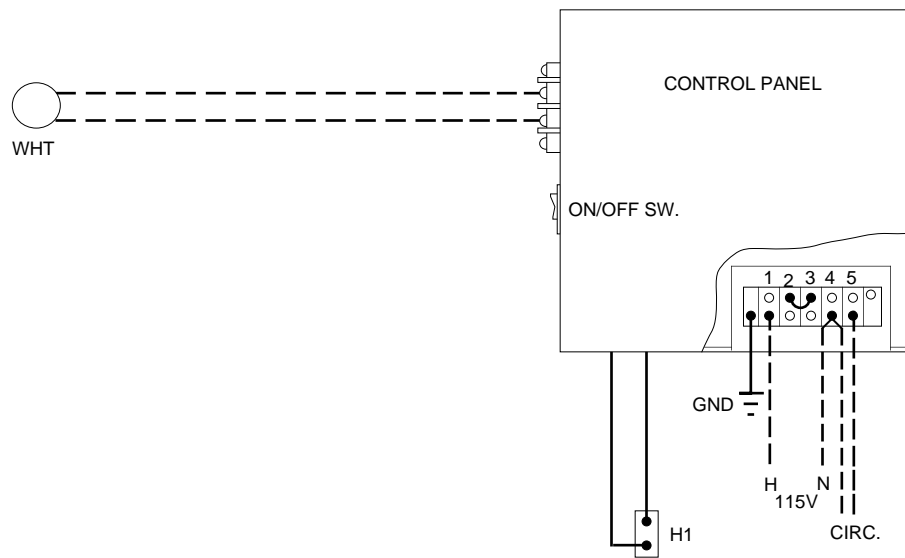 CONTROL PANEL
WHT
ON/OFF SW.
1 2 3 4 5
GND
H N
115V
CIRC.
H1